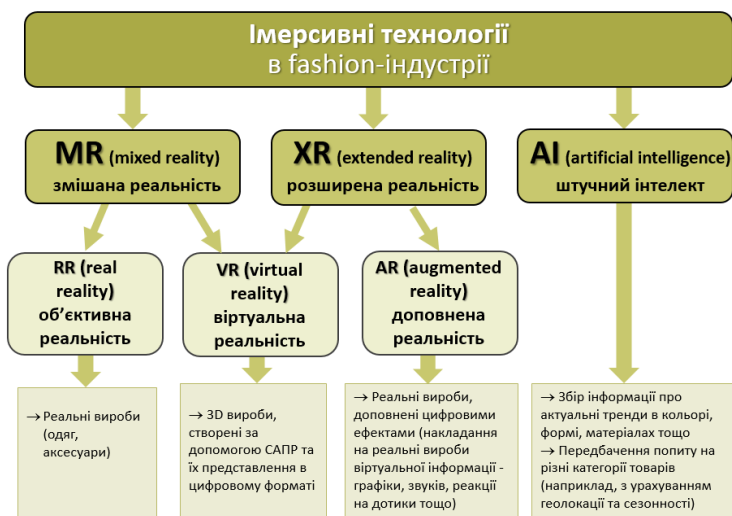 Імерсивні технології
в fashion-індустрії
MR (mixed reality)
змішана реальність
XR (extended reality)
розширена реальність
AI (artificial intelligence)
штучний інтелект
RR (real
reality)
об’єктивна
реальність
VR (virtual
reality)
віртуальна
реальність
AR (augmented
reality)
доповнена
реальність
→ Реальні вироби
(одяг,
аксесуари)
→ 3D вироби,
створені за
допомогою САПР та
їх представлення в
цифровому форматі
→ Реальні вироби,
доповнені цифровими
ефектами (накладання
на реальні вироби
віртуальної інформації -
графіки, звуків, реакції
на дотики тощо)
→ Збір інформації про
актуальні тренди в кольорі,
формі, матеріалах тощо
→ Передбачення попиту на
різні категорії товарів
(наприклад, з урахуванням
геолокації та сезонності)